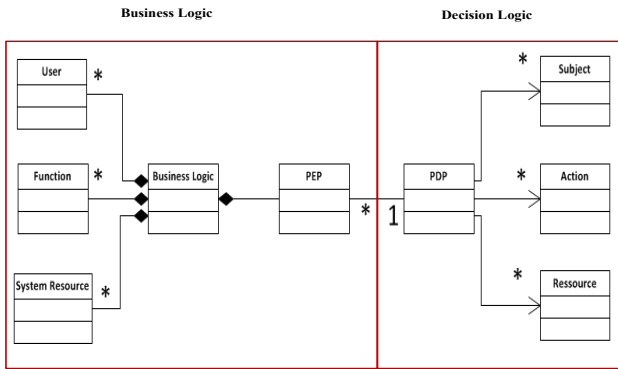 Business Logic
Decision Logic
User
*
Subject
*
Function
*
Business Logic
PEP
*
1
PDP
Action
*
System Resource
*
Ressource
*